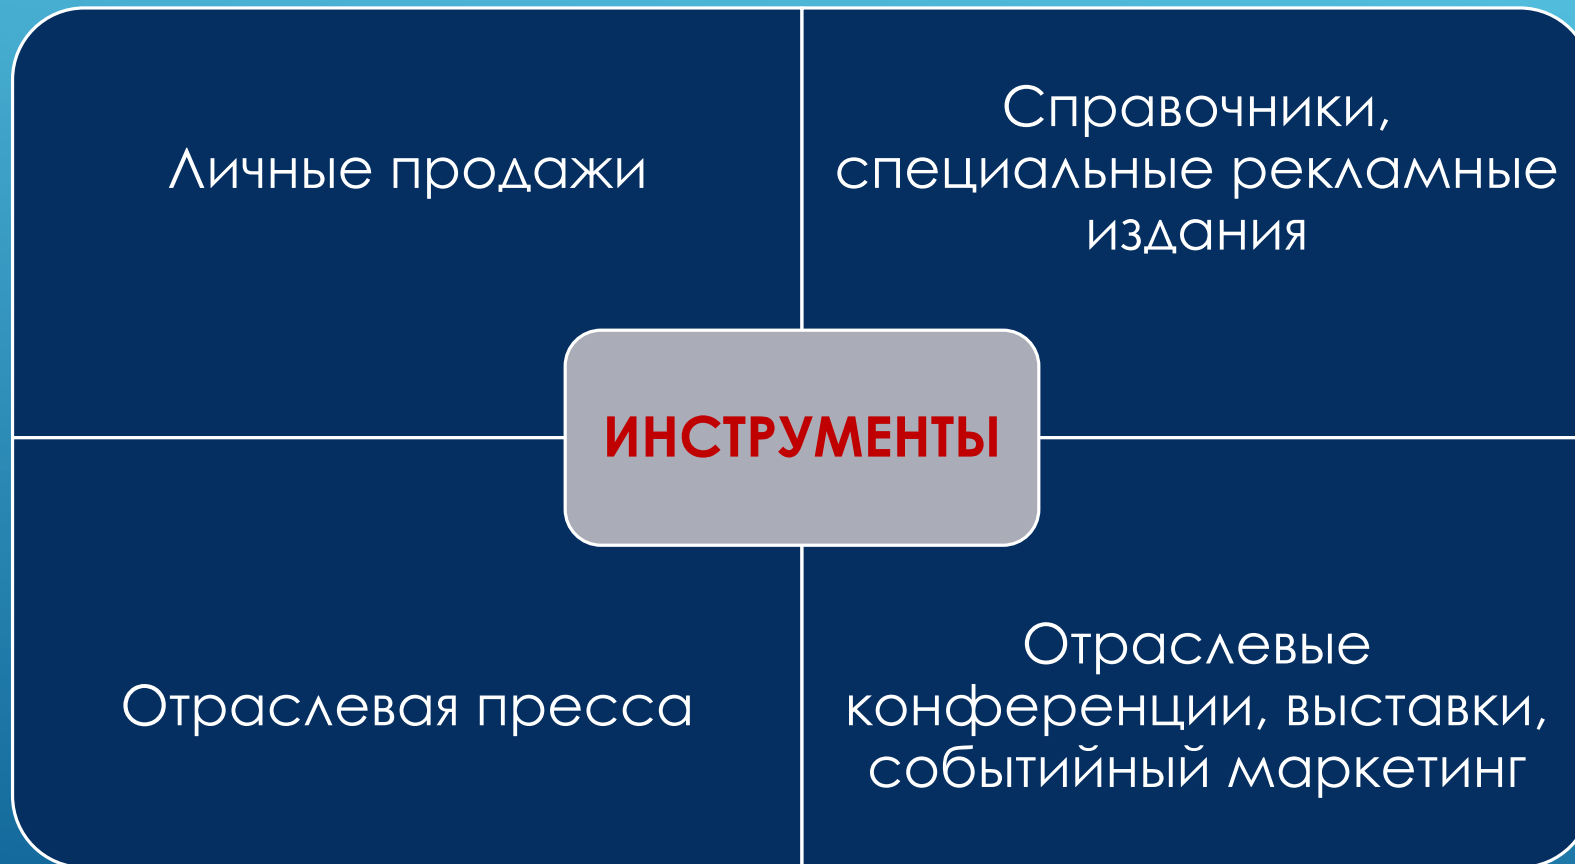 Личные продажи
Справочники,
специальные рекламные
издания
ИНСТРУМЕНТЫ
Отраслевая пресса
Отраслевые
конференции, выставки,
событийный маркетинг